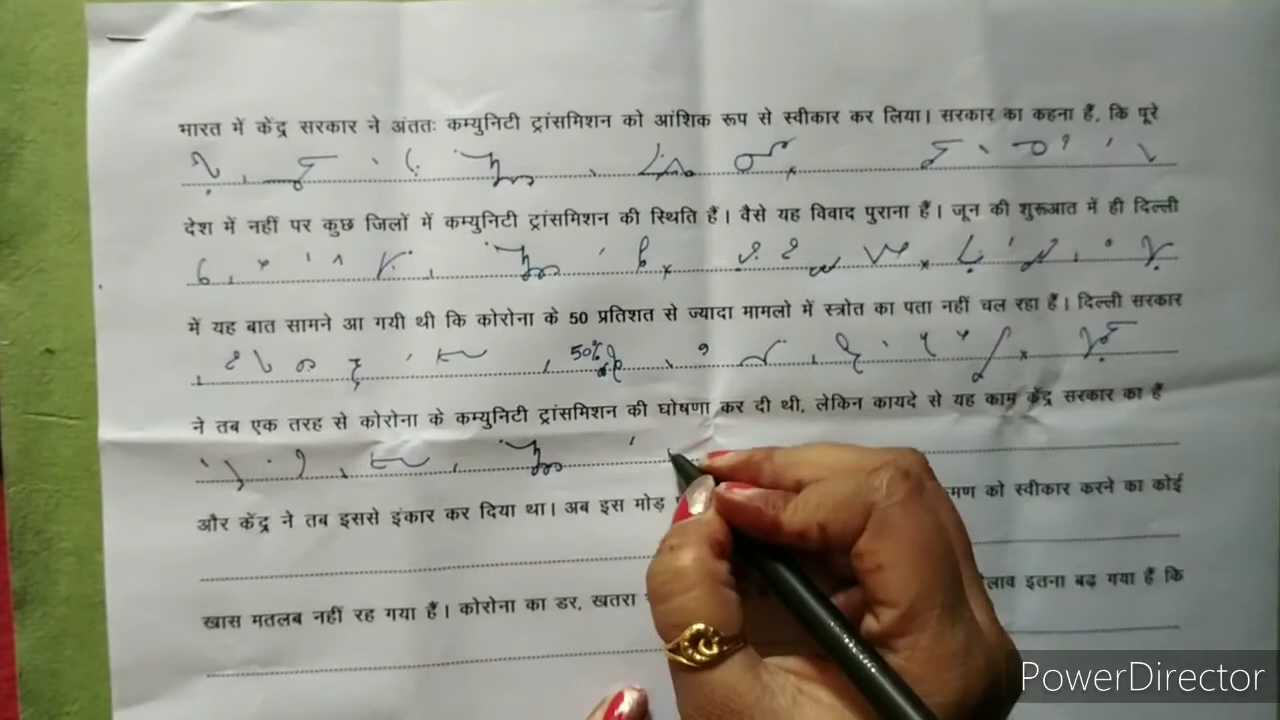 भारत में केंद्र सरकार ने अंततः कम्युनिटी ट्रांसमिशन को आंशिक रूप से स्वीकार कर लिया। सरकार का कहना हैं, कि पूरे
देश में नहीं पर कुछ जिलों में कम्युनिटी ट्रांसमिशन की स्थिति हैं। वैसे यह विवाद पुराना हैं। जून की शुरूआत में ही दिल्ली
में यह बात सामने आ गयी थी कि कोरोना के 50 प्रतिशत से ज्यादा मामलो में स्त्रोत का पता नहीं चल रहा हैं। दिल्ली सरकार
50%
ने तब एक तरह से कोरोना के कम्युनिटी ट्रांसमिशन की घोषणा कर दी थी, लेकिन कायदे से यह काम केंद्र सरकार का हैं
और केंद्र ने तब इससे इंकार कर दिया था। अब इस मोड़ को स्वीकार करने का कोई
खास मतलब नहीं रह गया हैं। कोरोना का डर, खतरा इतना बढ़ गया हैं कि
PowerDirector